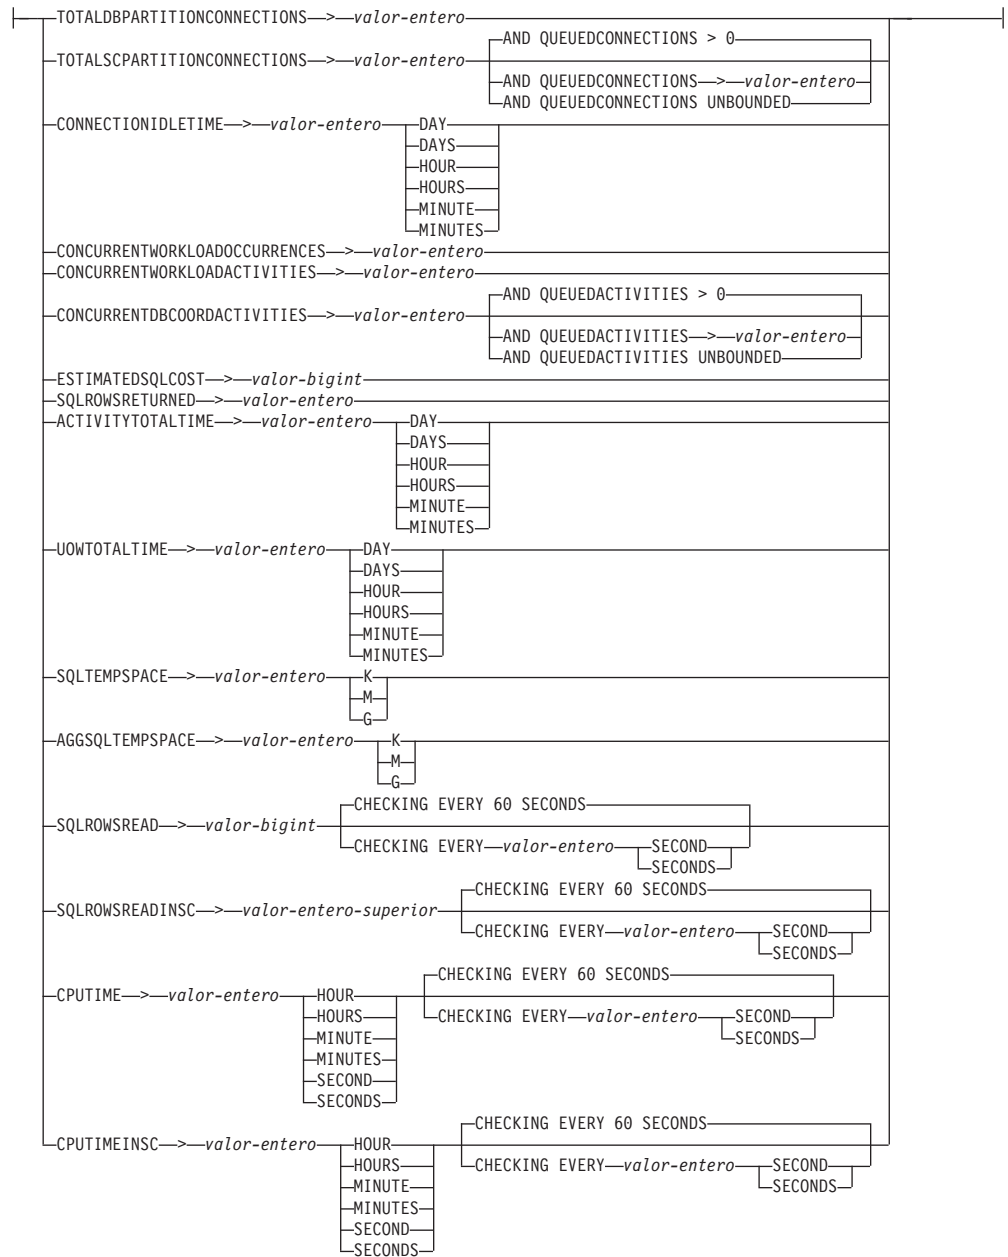 TOTALDBPARTITIONCONNECTIONS > valor-entero
AND QUEUEDCONNECTIONS > 0
TOTALSCPARTITIONCONNECTIONS > valor-entero
AND QUEUEDCONNECTIONS > valor-entero
AND QUEUEDCONNECTIONS UNBOUNDED
CONNECTIONIDLETIME > valor-entero DAY
DAYS
HOUR
HOURS
MINUTE
MINUTES
CONCURRENTWORKLOADOCCURRENCES > valor-entero
CONCURRENTWORKLOADACTIVITIES > valor-entero
AND QUEUEDACTIVITIES > 0
CONCURRENTDBCOORDACTIVITIES > valor-entero
AND QUEUEDACTIVITIES > valor-entero
AND QUEUEDACTIVITIES UNBOUNDED
ESTIMATEDSQLCOST > valor-bigint
SQLROWSRETURNED > valor-entero
ACTIVITYTOTALTIME > valor-entero DAY
DAYS
HOUR
HOURS
MINUTE
MINUTES
UOWTOTALTIME > valor-entero DAY
DAYS
HOUR
HOURS
MINUTE
MINUTES
SQLTEMPSPACE > valor-entero K
M
G
AGGSQLTEMPSPACE > valor-entero K
M
G
CHECKING EVERY 60 SECONDS
SQLROWSREAD > valor-bigint
CHECKING EVERY valor-entero SECOND
SECONDS
CHECKING EVERY 60 SECONDS
SQLROWSREADINSC > valor-entero-superior
CHECKING EVERY valor-entero SECOND
SECONDS
CHECKING EVERY 60 SECONDS
CPUTIME > valor-entero HOUR
HOURS CHECKING EVERY valor-entero SECOND
MINUTE SECONDS
MINUTES
SECOND
SECONDS
CHECKING EVERY 60 SECONDS
CPUTIMEINSC > valor-entero HOUR
HOURS CHECKING EVERY valor-entero SECOND
MINUTE SECONDS
MINUTES
SECOND
SECONDS